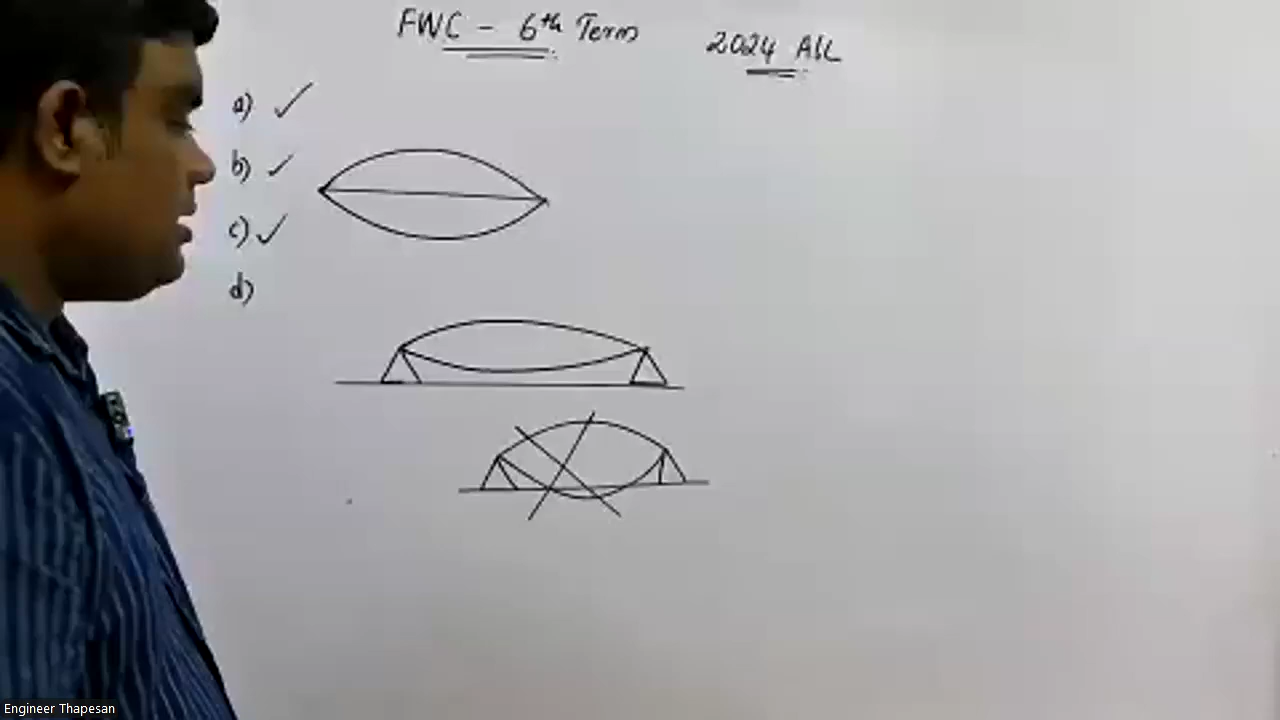 FWC - 6th Term 2024 A/L
a) ✓
b) ✓
c) ✓
d)
Engineer Thapesan